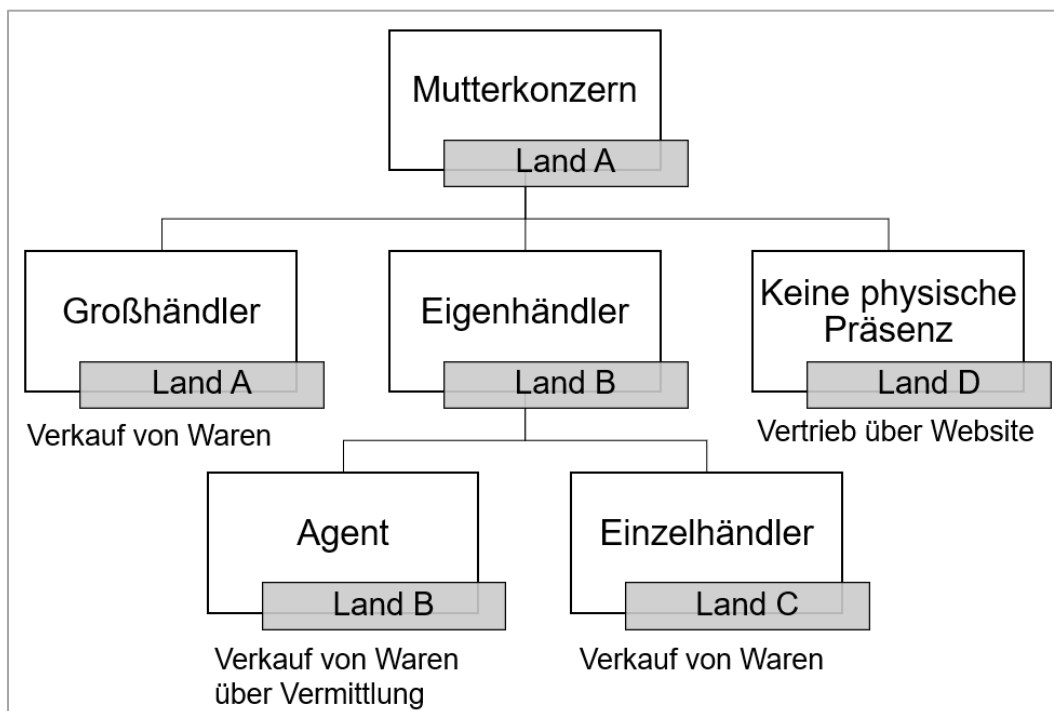 Mutterkonzern
Land A
Großhändler
Land A
Verkauf von Waren
Eigenhändler
Land B
Keine physische
Präsenz
Land D
Vertrieb über Website
Agent
Land B
Verkauf von Waren
über Vermittlung
Einzelhändler
Land C
Verkauf von Waren